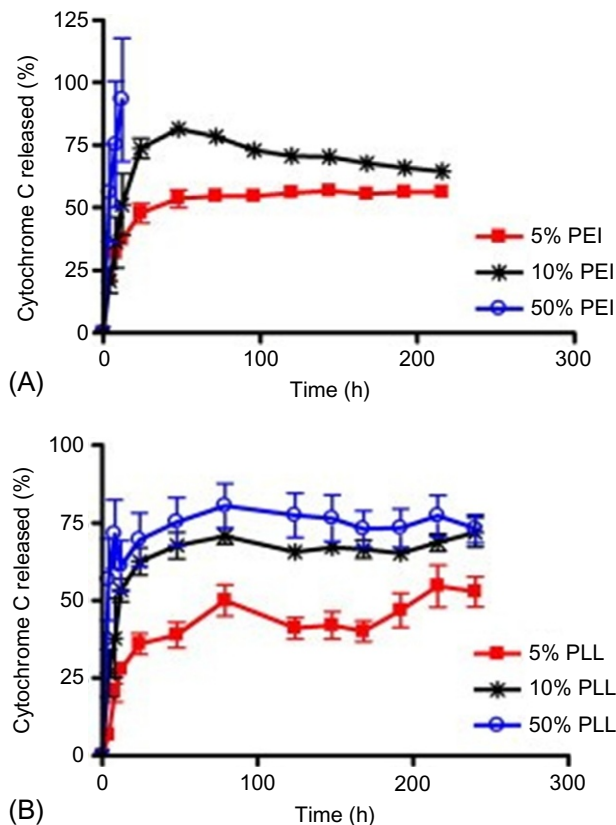 125
100
75
50
25
0
Cytochrome C released (%)
5% PEI
10% PEI
50% PEI
0 100 200 300
Time (h)
(A)
100
75
50
25
0
Cytochrome C released (%)
5% PLL
10% PLL
50% PLL
0 100 200 300
Time (h)
(B)